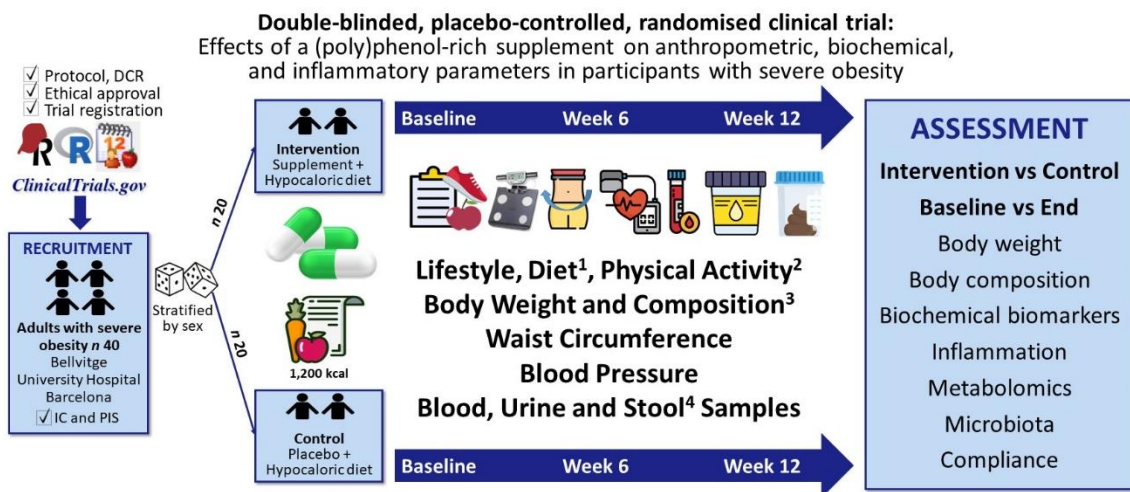 Double-blinded, placebo-controlled, randomised clinical trial:
Effects of a (poly)phenol-rich supplement on anthropometric, biochemical,
and inflammatory parameters in participants with severe obesity
✓ Protocol, DCR
✓ Ethical approval
✓ Trial registration
R R 12
ClinicalTrials.gov
RECRUITMENT
Adults with severe
obesity n 40
Bellvitge
University Hospital
Barcelona
✓ IC and PIS
Stratified
by sex
n 20
n 20
Intervention
Supplement +
Hypocaloric diet
1,200 kcal
Control
Placebo +
Hypocaloric diet
Baseline Week 6 Week 12
Lifestyle, Diet¹, Physical Activity²
Body Weight and Composition³
Waist Circumference
Blood Pressure
Blood, Urine and Stool⁴ Samples
Baseline Week 6 Week 12
ASSESSMENT
Intervention vs Control
Baseline vs End
Body weight
Body composition
Biochemical biomarkers
Inflammation
Metabolomics
Microbiota
Compliance